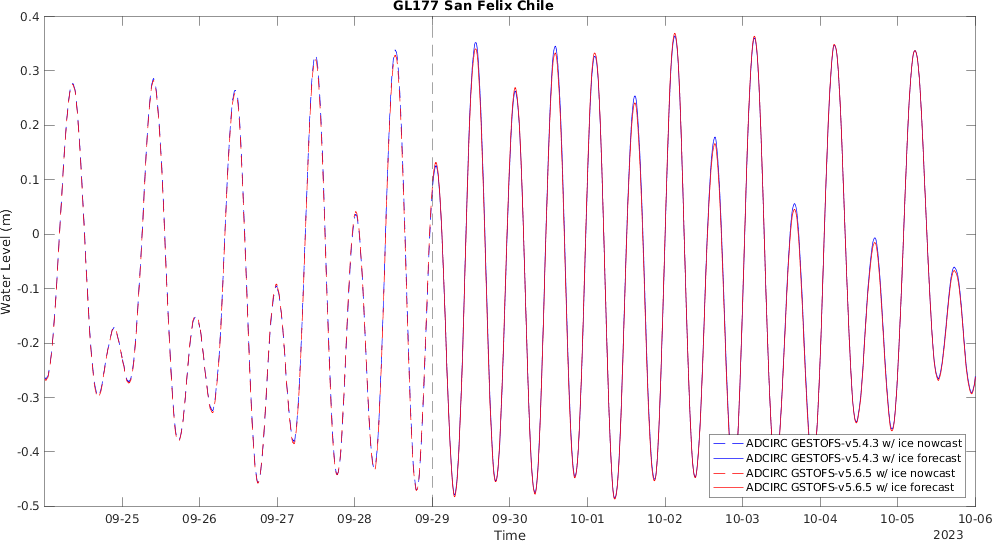 GL177 San Felix Chile
0.4
0.3
0.2
0.1
0
-0.1
-0.2
-0.3
-0.4
-0.5
Water Level (m)
ADCIRC GESTOFS-v5.4.3 w/ ice nowcast
ADCIRC GESTOFS-v5.4.3 w/ ice forecast
ADCIRC GSTOFS-v5.6.5 w/ ice nowcast
ADCIRC GSTOFS-v5.6.5 w/ ice forecast
09-25 09-26 09-27 09-28 09-29 09-30 10-01 10-02 10-03 10-04 10-05 10-06
Time
2023